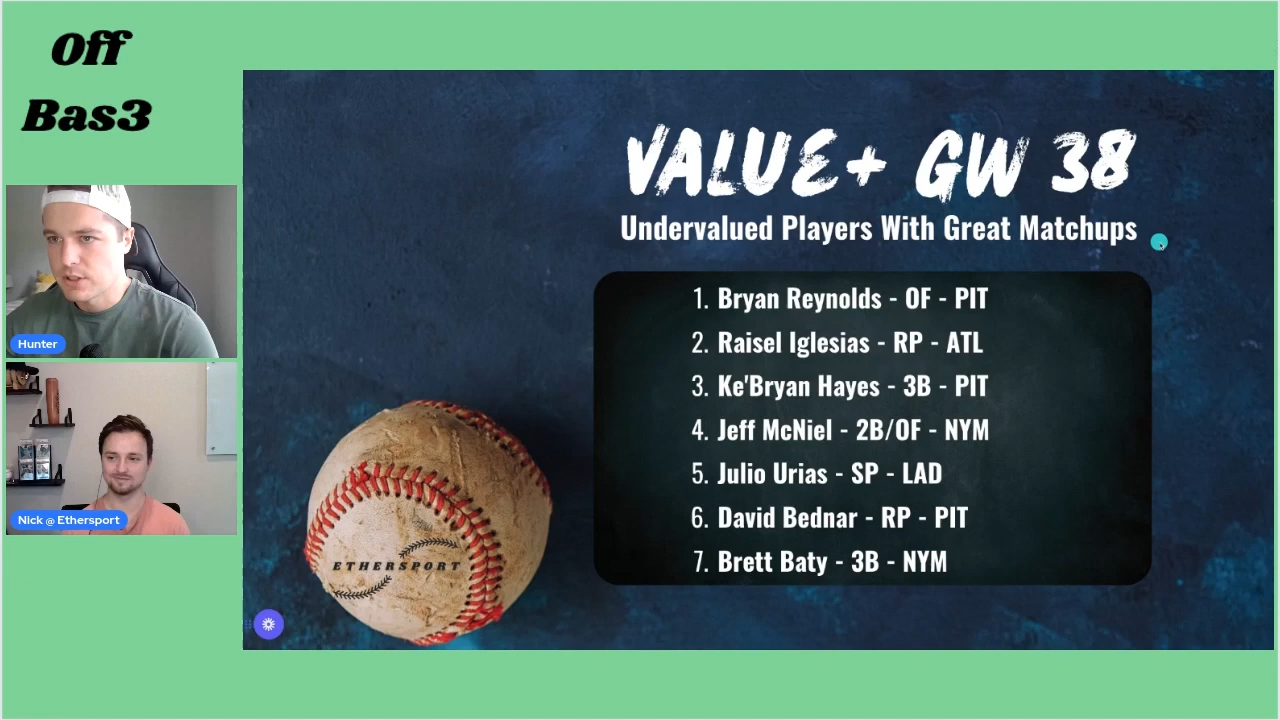 Off
Bas3
VALUE+ GW 38
Undervalued Players With Great Matchups
1. Bryan Reynolds - OF - PIT
2. Raisel Iglesias - RP - ATL
3. Ke'Bryan Hayes - 3B - PIT
4. Jeff McNiel - 2B/OF - NYM
5. Julio Urias - SP - LAD
6. David Bednar - RP - PIT
7. Brett Baty - 3B - NYM
ETHERSPORT
Hunter
Nick @ Ethersport